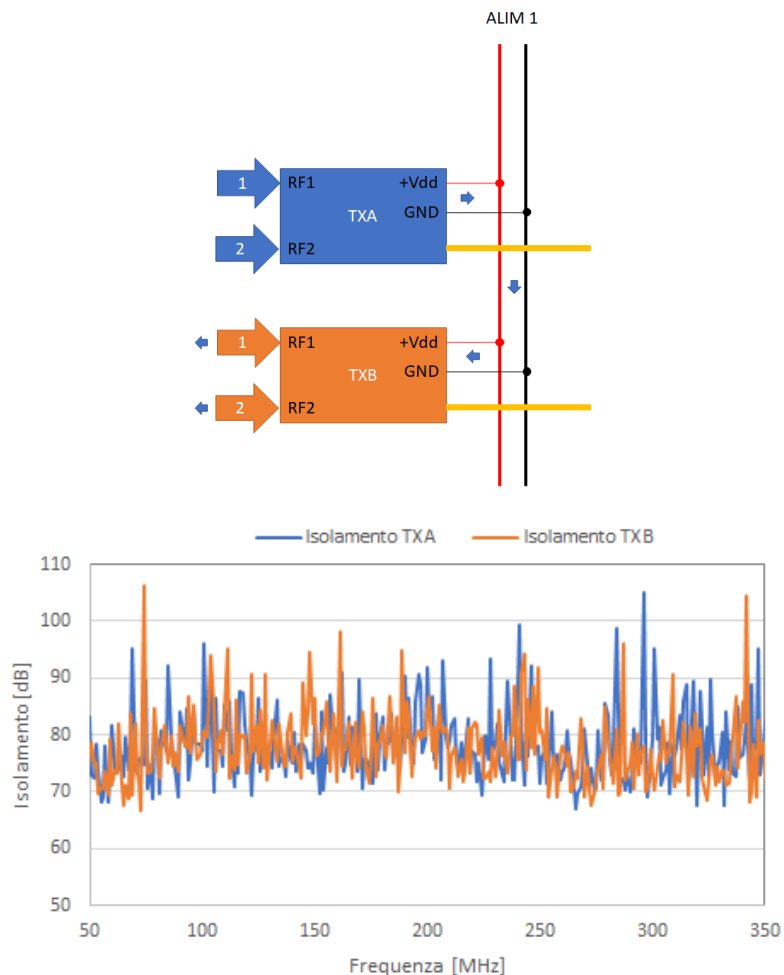 ALIM 1
1
RF1
+Vdd
TXA
GND
2
RF2
1
RF1
+Vdd
TXB
GND
2
RF2
Isolamento TXA
Isolamento TXB
110
100
90
80
70
60
50
Isolamento [dB]
50
100
150
200
250
300
350
Frequenza [MHz]